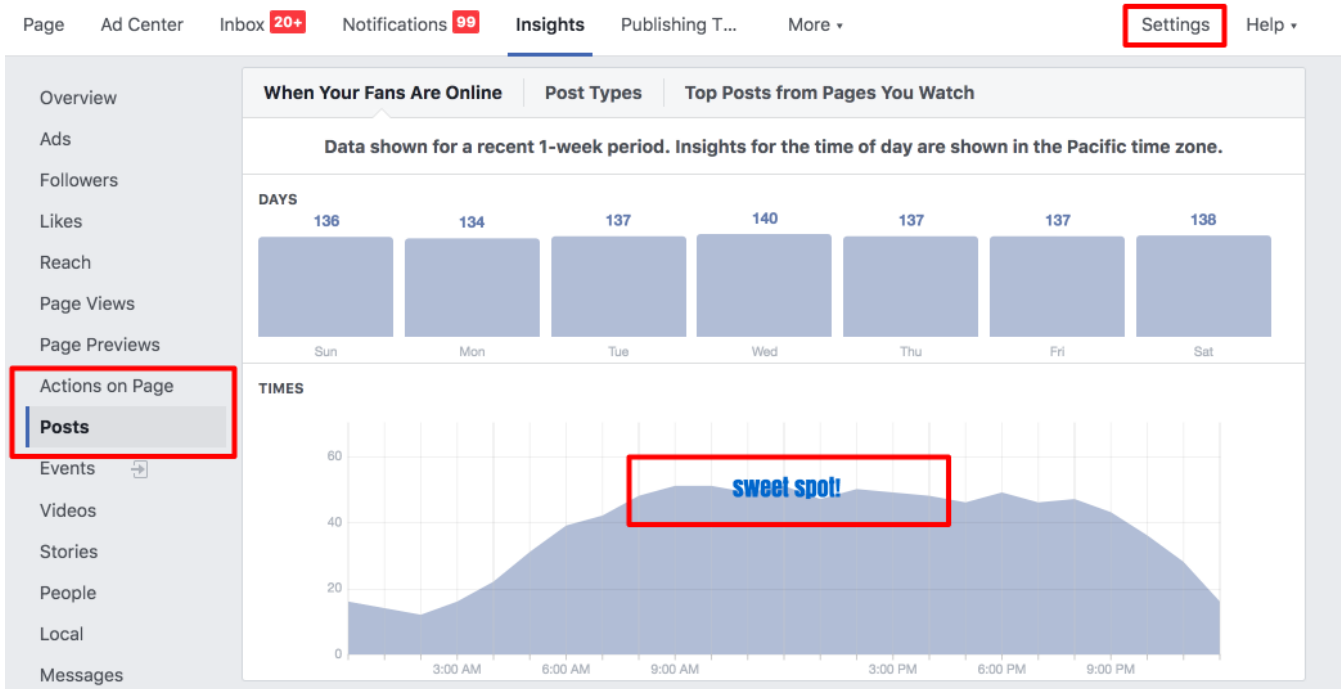 Page Ad Center Inbox 20+ Notifications 99 Insights Publishing T... More Settings Help
Overview
Ads
Followers
Likes
Reach
Page Views
Page Previews
Actions on Page
Posts
Events
Videos
Stories
People
Local
Messages
When Your Fans Are Online Post Types Top Posts from Pages You Watch
Data shown for a recent 1-week period. Insights for the time of day are shown in the Pacific time zone.
DAYS
136 134 137 140 137 137 138
Sun Mon Tue Wed Thu Fri Sat
TIMES
60
sweet spot!
40
20
0
3:00 AM 6:00 AM 9:00 AM 3:00 PM 6:00 PM 9:00 PM